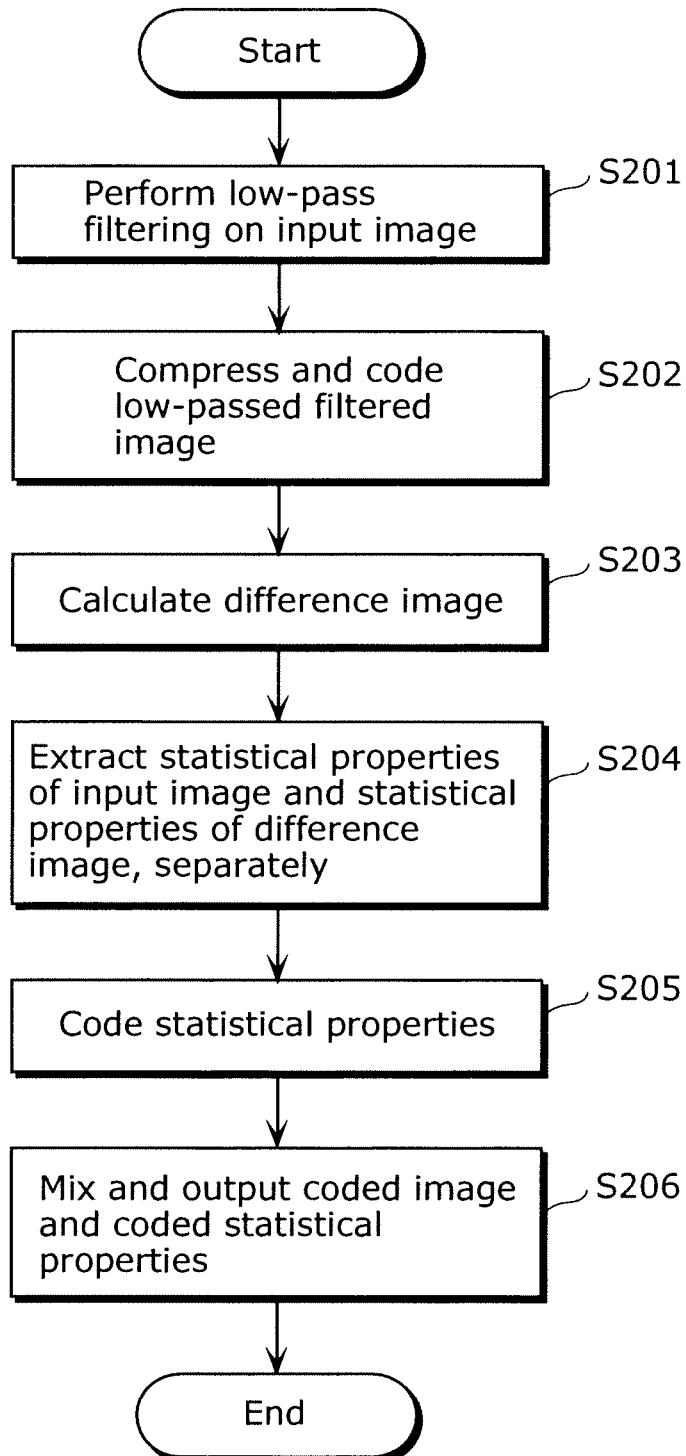 Start
S201
Perform low-pass
filtering on input image
S202
Compress and code
low-passed filtered
image
S203
Calculate difference image
S204
Extract statistical properties
of input image and statistical
properties of difference
image, separately
S205
Code statistical properties
S206
Mix and output coded image
and coded statistical
properties
End